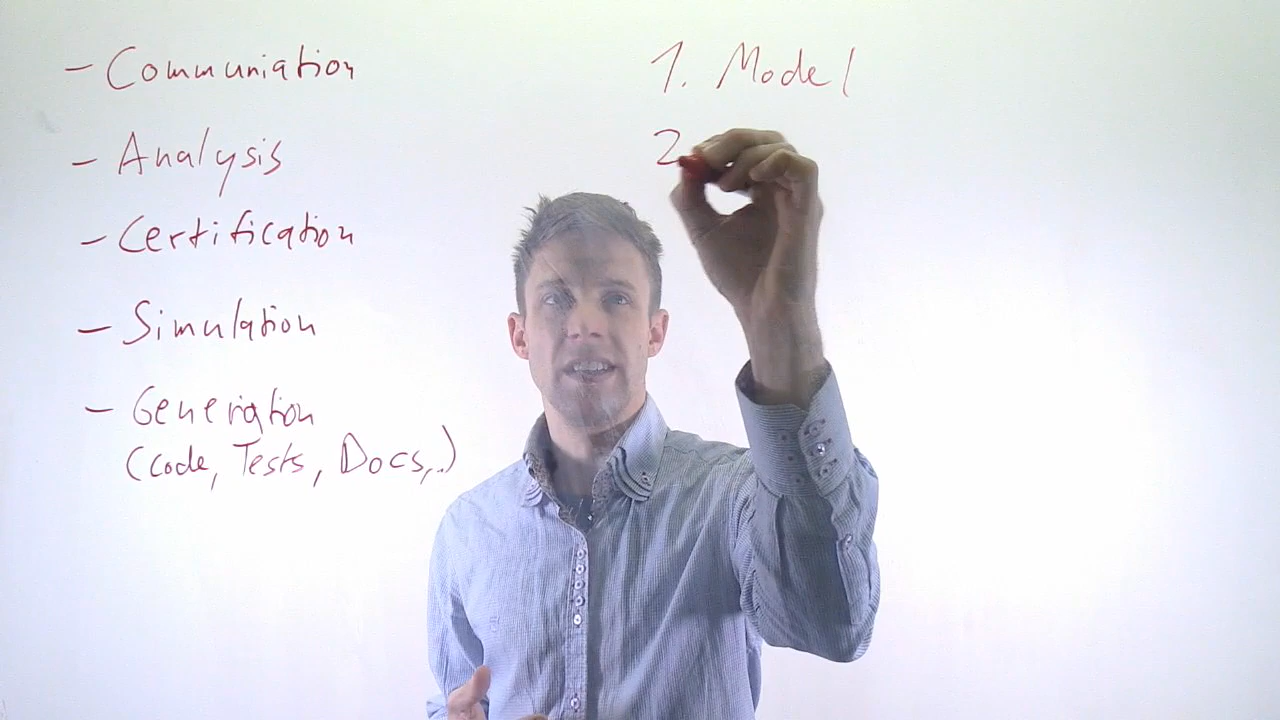 - Communiation
- Analysis
- Certification
- Simulation
- Generation
(Code, Tests, Docs,..)
1. Model
2